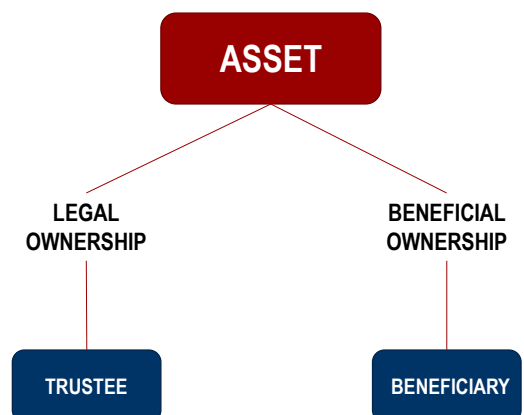 ASSET
LEGAL
OWNERSHIP
BENEFICIAL
OWNERSHIP
TRUSTEE
BENEFICIARY